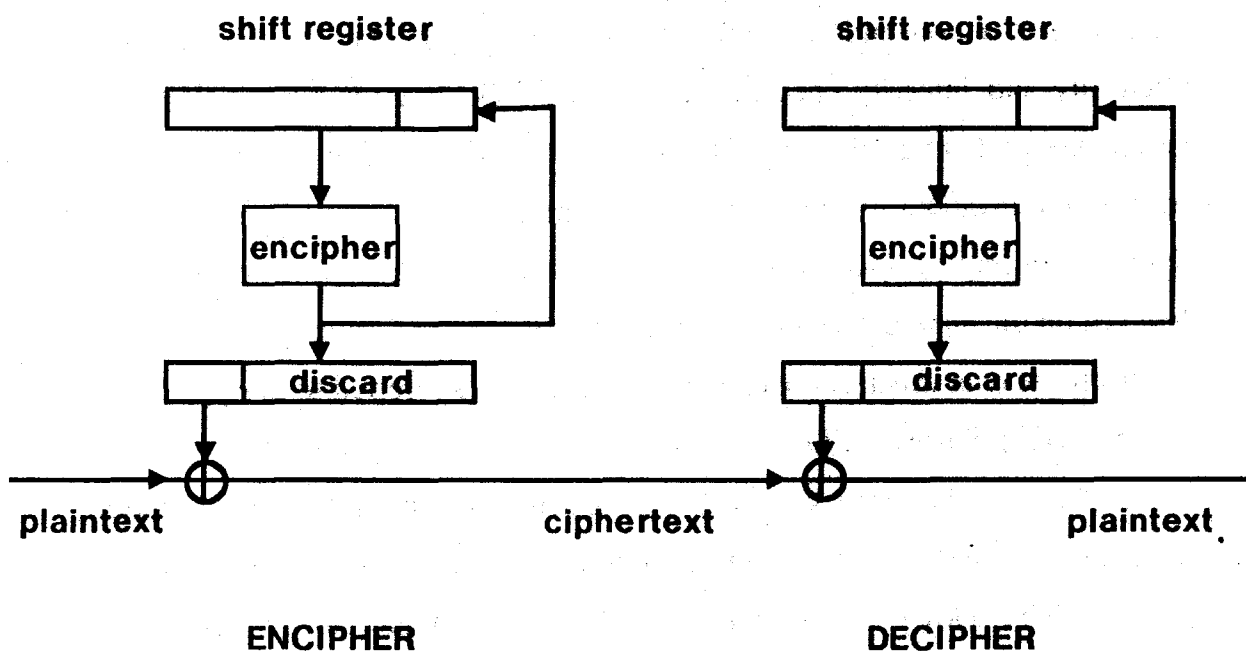 shift register shift register
encipher encipher
discard discard
plaintext ciphertext plaintext
ENCIPHER DECIPHER